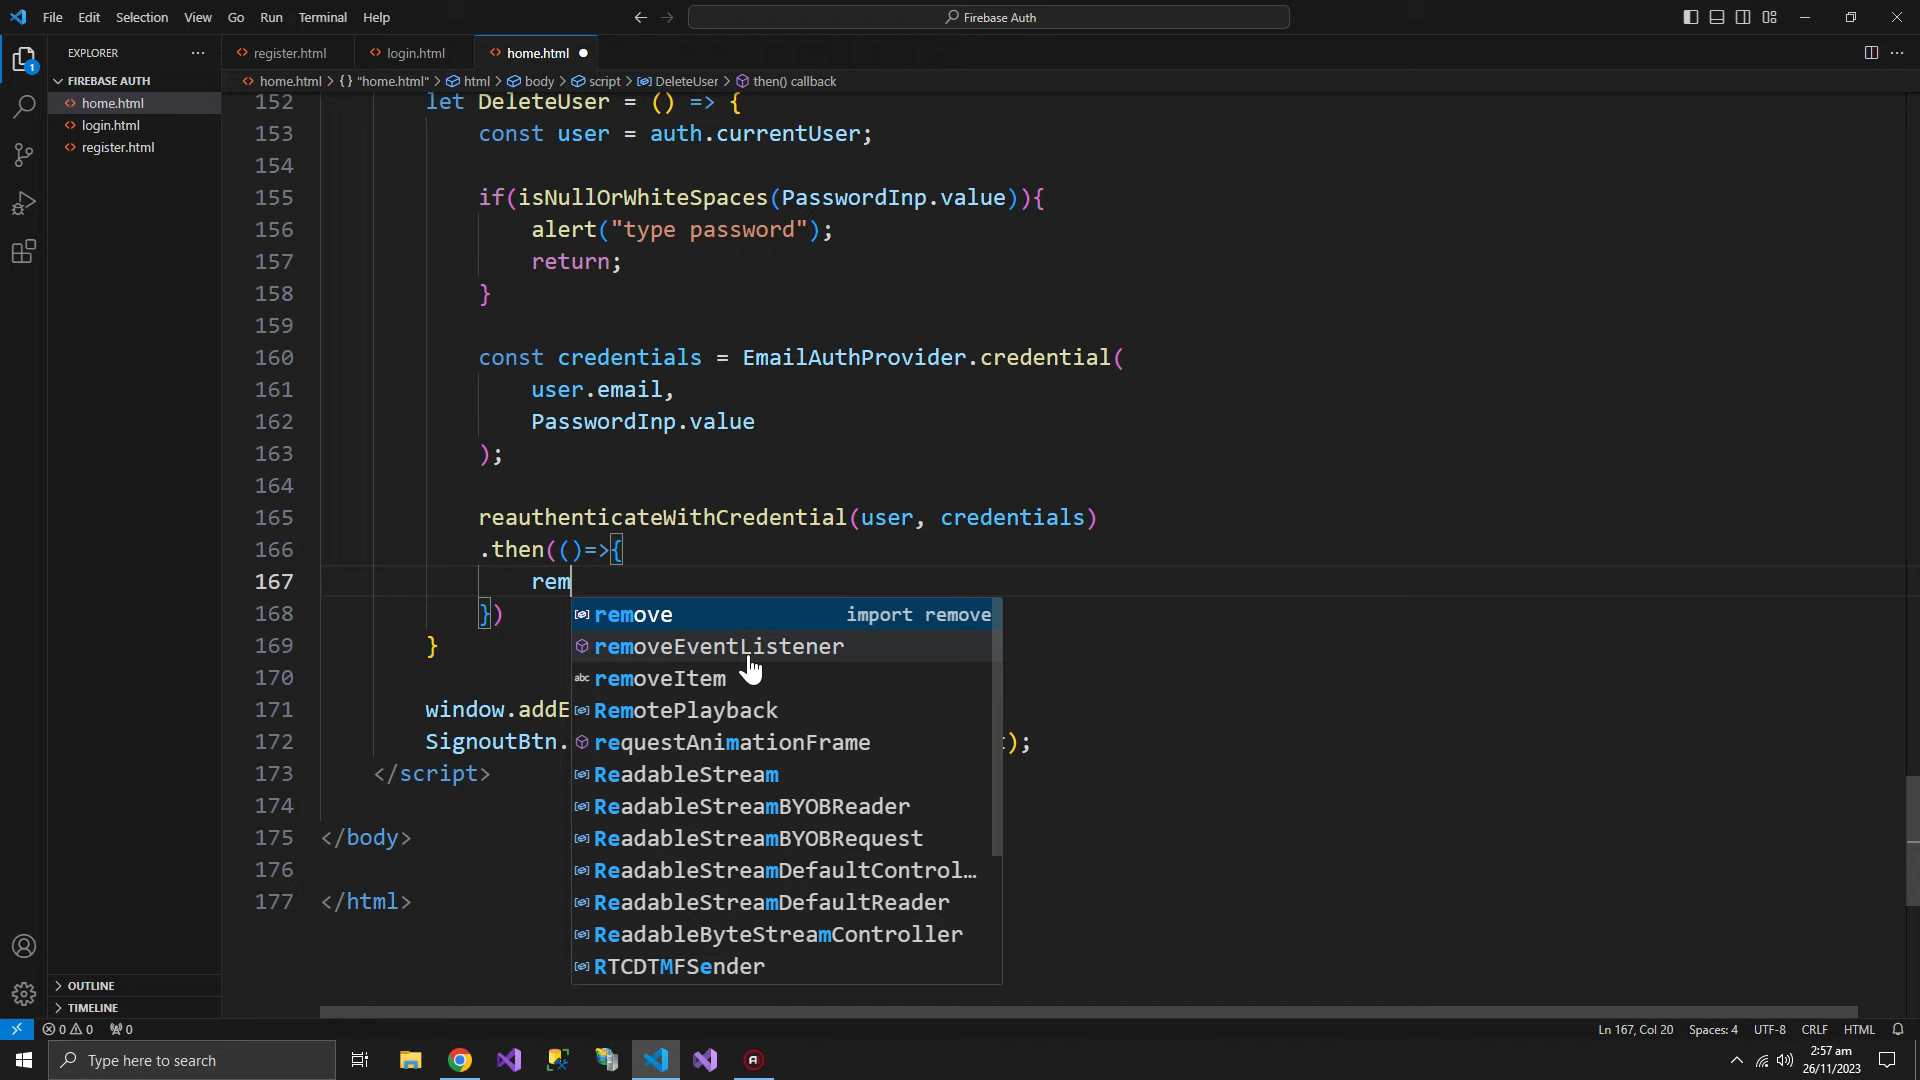 File Edit Selection View Go Run Terminal Help
Firebase Auth
EXPLORER
FIREBASE AUTH
home.html
login.html
register.html
OUTLINE
TIMELINE
register.html login.html home.html
home.html > {} "home.html" > html > body > script > DeleteUser > then() callback
152 let DeleteUser = () => {
153 const user = auth.currentUser;
154
155 if(isNullOrWhiteSpaces(PasswordInp.value)){
156 alert("type password");
157 return;
158 }
159
160 const credentials = EmailAuthProvider.credential(
161 user.email,
162 PasswordInp.value
163 );
164
165 reauthenticateWithCredential(user, credentials)
166 .then(()=>{
167 rem
168 })
169 }
170
171 window.addE
172 SignoutBtn. );
173 </script>
174
175 </body>
176
177 </html>
remove import remove
removeEventListener
removeItem
RemotePlayback
requestAnimationFrame
ReadableStream
ReadableStreamBYOBReader
ReadableStreamBYOBRequest
ReadableStreamDefaultControl…
ReadableStreamDefaultReader
ReadableByteStreamController
RTCDTMFSender
0 0 0
Ln 167, Col 20 Spaces: 4 UTF-8 CRLF HTML
Type here to search
2:57 am
26/11/2023